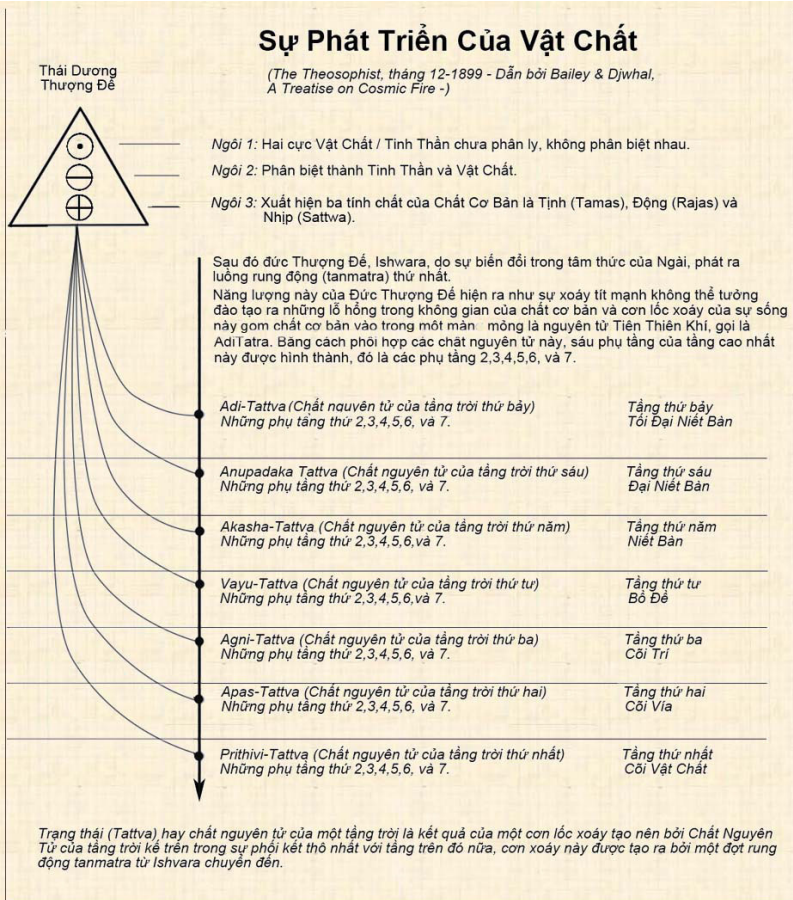 Sự Phát Triển Của Vật Chất
Thái Dương
Thượng Đế
(The Theosophist, tháng 12-1899 - Dẫn bởi Bailey & Djwhal,
A Treatise on Cosmic Fire -)
Ngôi 1: Hai cực Vật Chất / Tinh Thần chưa phân ly, không phân biệt nhau.
Ngôi 2: Phân biệt thành Tinh Thần và Vật Chất.
Ngôi 3: Xuất hiện ba tính chất của Chất Cơ Bản là Tịnh (Tamas), Động (Rajas) và
Nhịp (Sattwa).
Sau đó đức Thượng Đế, Ishwara, do sự biến đổi trong tâm thức của Ngài, phát ra
luồng rung động (tanmatra) thứ nhất.
Năng lượng này của Đức Thượng Đế hiện ra như sự xoáy tít mạnh không thể tưởng
đào tạo ra những lỗ hổng trong không gian của chất cơ bản và cơn lốc xoáy của sự sống
này gom chất cơ bản vào trong một màn mỏng là nguyên tử Tiên Thiên Khí, gọi là
AdiTatra. Bằng cách phối hợp các chất nguyên tử này, sáu phụ tầng của tầng cao nhất
này được hình thành, đó là các phụ tầng 2,3,4,5,6, và 7.
Adi-Tattva (Chất nguyên tử của tầng trời thứ bảy) Tầng thứ bảy
Những phụ tầng thứ 2,3,4,5,6, và 7. Tối Đại Niết Bàn
Anupadaka Tattva (Chất nguyên tử của tầng trời thứ sáu) Tầng thứ sáu
Những phụ tầng thứ 2,3,4,5,6, và 7. Đại Niết Bàn
Akasha-Tattva (Chất nguyên tử của tầng trời thứ năm) Tầng thứ năm
Những phụ tầng thứ 2,3,4,5,6,và 7. Niết Bàn
Vayu-Tattva (Chất nguyên tử của tầng trời thứ tư) Tầng thứ tư
Những phụ tầng thứ 2,3,4,5,6,và 7. Bồ Đề
Agni-Tattva (Chất nguyên tử của tầng trời thứ ba) Tầng thứ ba
Những phụ tầng thứ 2,3,4,5,6, và 7. Cõi Trí
Apas-Tattva (Chất nguyên tử của tầng trời thứ hai) Tầng thứ hai
Những phụ tầng thứ 2,3,4,5,6, và 7. Cõi Vía
Prithivi-Tattva (Chất nguyên tử của tầng trời thứ nhất) Tầng thứ nhất
Những phụ tầng thứ 2,3,4,5,6, và 7. Cõi Vật Chất
Trạng thái (Tattva) hay chất nguyên tử của một tầng trời là kết quả của một cơn lốc xoáy tạo nên bởi Chất Nguyên
Tử của tầng trời kế trên trong sự phối kết thô nhất với tầng trên đó nữa, cơn xoáy này được tạo ra bởi một đợt rung
động tanmatra từ Ishvara chuyển đến.